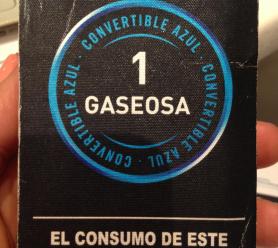 CONVERTIBLE AZUL · CONVERTIBLE AZUL · CONVERTIBLE AZUL ·
1
GASEOSA
EL CONSUMO DE ESTE